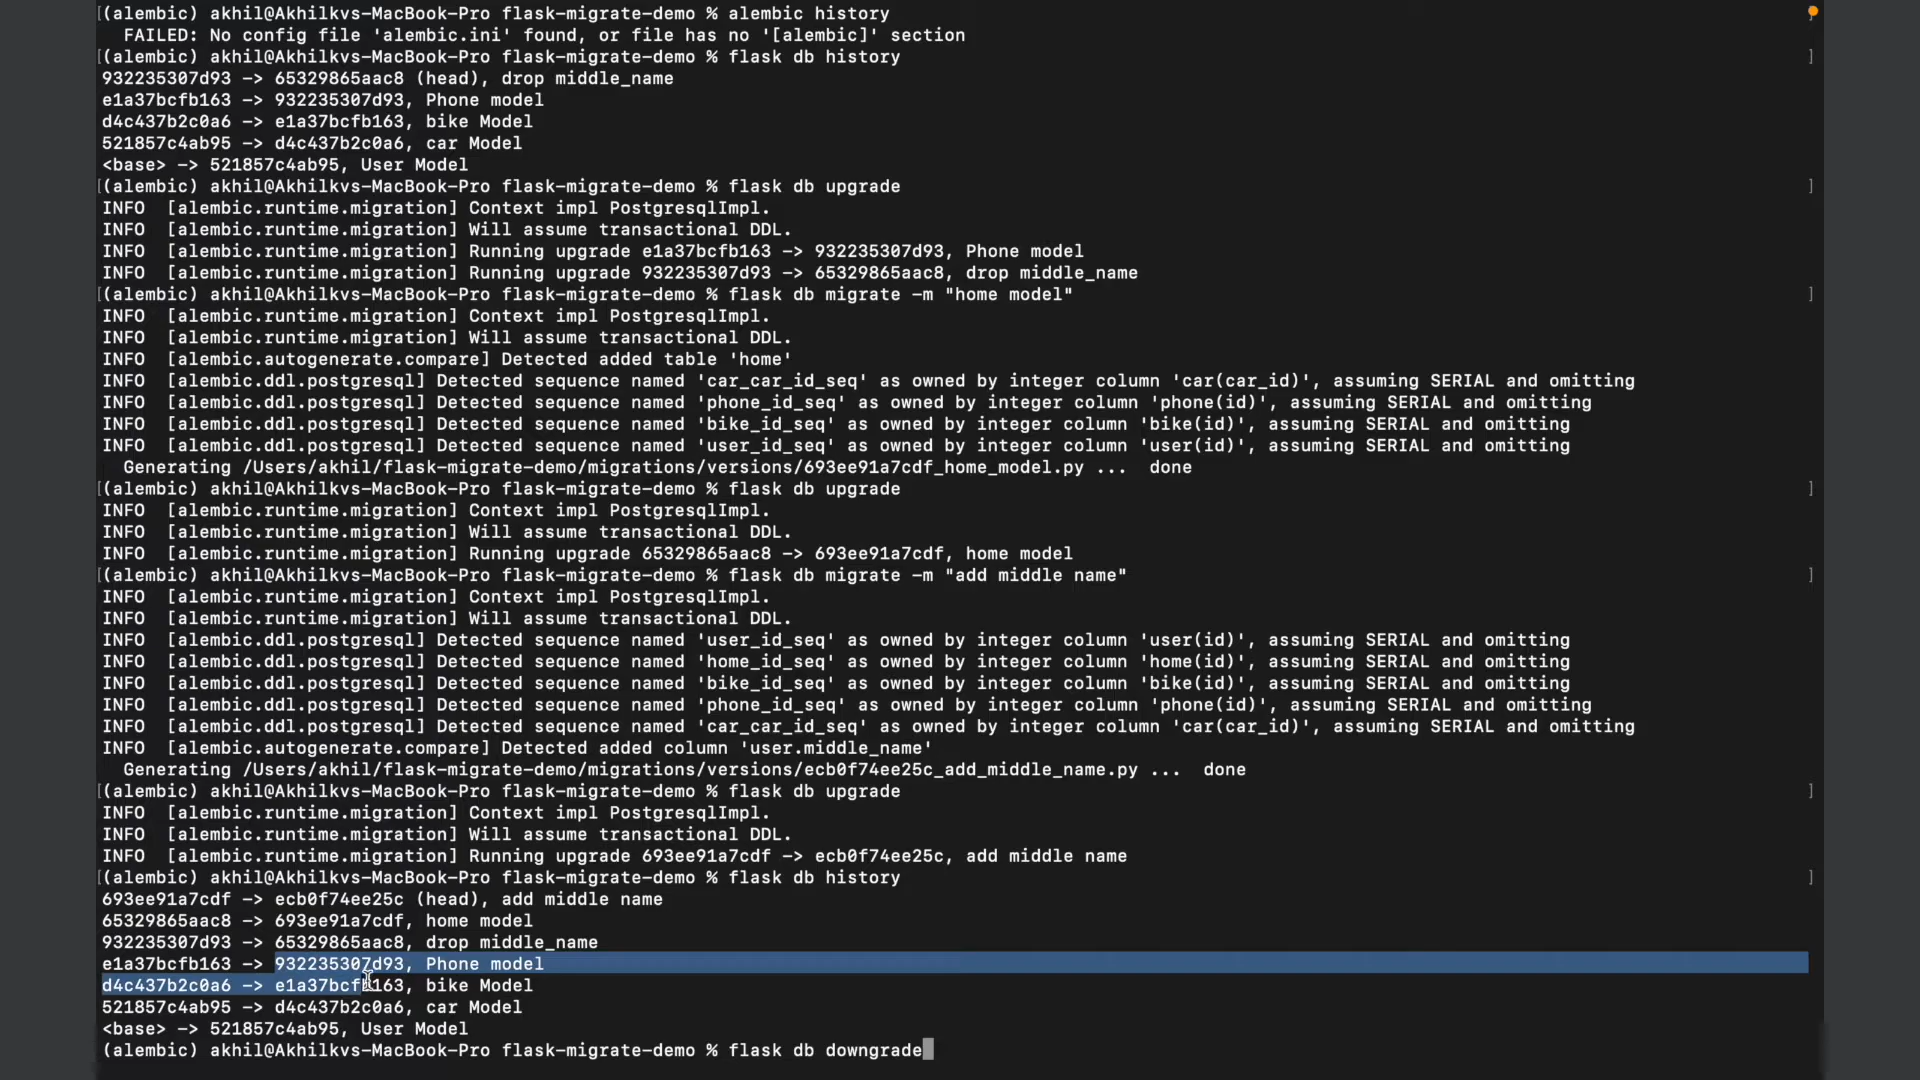 [(alembic) akhil@Akhilkvs-MacBook-Pro flask-migrate-demo % alembic history ]
FAILED: No config file 'alembic.ini' found, or file has no '[alembic]' section
[(alembic) akhil@Akhilkvs-MacBook-Pro flask-migrate-demo % flask db history ]
932235307d93 -> 65329865aac8 (head), drop middle_name
e1a37bcfb163 -> 932235307d93, Phone model
d4c437b2c0a6 -> e1a37bcfb163, bike Model
521857c4ab95 -> d4c437b2c0a6, car Model
<base> -> 521857c4ab95, User Model
[(alembic) akhil@Akhilkvs-MacBook-Pro flask-migrate-demo % flask db upgrade ]
INFO  [alembic.runtime.migration] Context impl PostgresqlImpl.
INFO  [alembic.runtime.migration] Will assume transactional DDL.
INFO  [alembic.runtime.migration] Running upgrade e1a37bcfb163 -> 932235307d93, Phone model
INFO  [alembic.runtime.migration] Running upgrade 932235307d93 -> 65329865aac8, drop middle_name
[(alembic) akhil@Akhilkvs-MacBook-Pro flask-migrate-demo % flask db migrate -m "home model" ]
INFO  [alembic.runtime.migration] Context impl PostgresqlImpl.
INFO  [alembic.runtime.migration] Will assume transactional DDL.
INFO  [alembic.autogenerate.compare] Detected added table 'home'
INFO  [alembic.ddl.postgresql] Detected sequence named 'car_car_id_seq' as owned by integer column 'car(car_id)', assuming SERIAL and omitting
INFO  [alembic.ddl.postgresql] Detected sequence named 'phone_id_seq' as owned by integer column 'phone(id)', assuming SERIAL and omitting
INFO  [alembic.ddl.postgresql] Detected sequence named 'bike_id_seq' as owned by integer column 'bike(id)', assuming SERIAL and omitting
INFO  [alembic.ddl.postgresql] Detected sequence named 'user_id_seq' as owned by integer column 'user(id)', assuming SERIAL and omitting
Generating /Users/akhil/flask-migrate-demo/migrations/versions/693ee91a7cdf_home_model.py ...  done
[(alembic) akhil@Akhilkvs-MacBook-Pro flask-migrate-demo % flask db upgrade ]
INFO  [alembic.runtime.migration] Context impl PostgresqlImpl.
INFO  [alembic.runtime.migration] Will assume transactional DDL.
INFO  [alembic.runtime.migration] Running upgrade 65329865aac8 -> 693ee91a7cdf, home model
[(alembic) akhil@Akhilkvs-MacBook-Pro flask-migrate-demo % flask db migrate -m "add middle name" ]
INFO  [alembic.runtime.migration] Context impl PostgresqlImpl.
INFO  [alembic.runtime.migration] Will assume transactional DDL.
INFO  [alembic.ddl.postgresql] Detected sequence named 'user_id_seq' as owned by integer column 'user(id)', assuming SERIAL and omitting
INFO  [alembic.ddl.postgresql] Detected sequence named 'home_id_seq' as owned by integer column 'home(id)', assuming SERIAL and omitting
INFO  [alembic.ddl.postgresql] Detected sequence named 'bike_id_seq' as owned by integer column 'bike(id)', assuming SERIAL and omitting
INFO  [alembic.ddl.postgresql] Detected sequence named 'phone_id_seq' as owned by integer column 'phone(id)', assuming SERIAL and omitting
INFO  [alembic.ddl.postgresql] Detected sequence named 'car_car_id_seq' as owned by integer column 'car(car_id)', assuming SERIAL and omitting
INFO  [alembic.autogenerate.compare] Detected added column 'user.middle_name'
Generating /Users/akhil/flask-migrate-demo/migrations/versions/ecb0f74ee25c_add_middle_name.py ...  done
[(alembic) akhil@Akhilkvs-MacBook-Pro flask-migrate-demo % flask db upgrade ]
INFO  [alembic.runtime.migration] Context impl PostgresqlImpl.
INFO  [alembic.runtime.migration] Will assume transactional DDL.
INFO  [alembic.runtime.migration] Running upgrade 693ee91a7cdf -> ecb0f74ee25c, add middle name
[(alembic) akhil@Akhilkvs-MacBook-Pro flask-migrate-demo % flask db history ]
693ee91a7cdf -> ecb0f74ee25c (head), add middle name
65329865aac8 -> 693ee91a7cdf, home model
932235307d93 -> 65329865aac8, drop middle_name
e1a37bcfb163 -> 932235307d93, Phone model
d4c437b2c0a6 -> e1a37bcfb163, bike Model
521857c4ab95 -> d4c437b2c0a6, car Model
<base> -> 521857c4ab95, User Model
(alembic) akhil@Akhilkvs-MacBook-Pro flask-migrate-demo % flask db downgrade